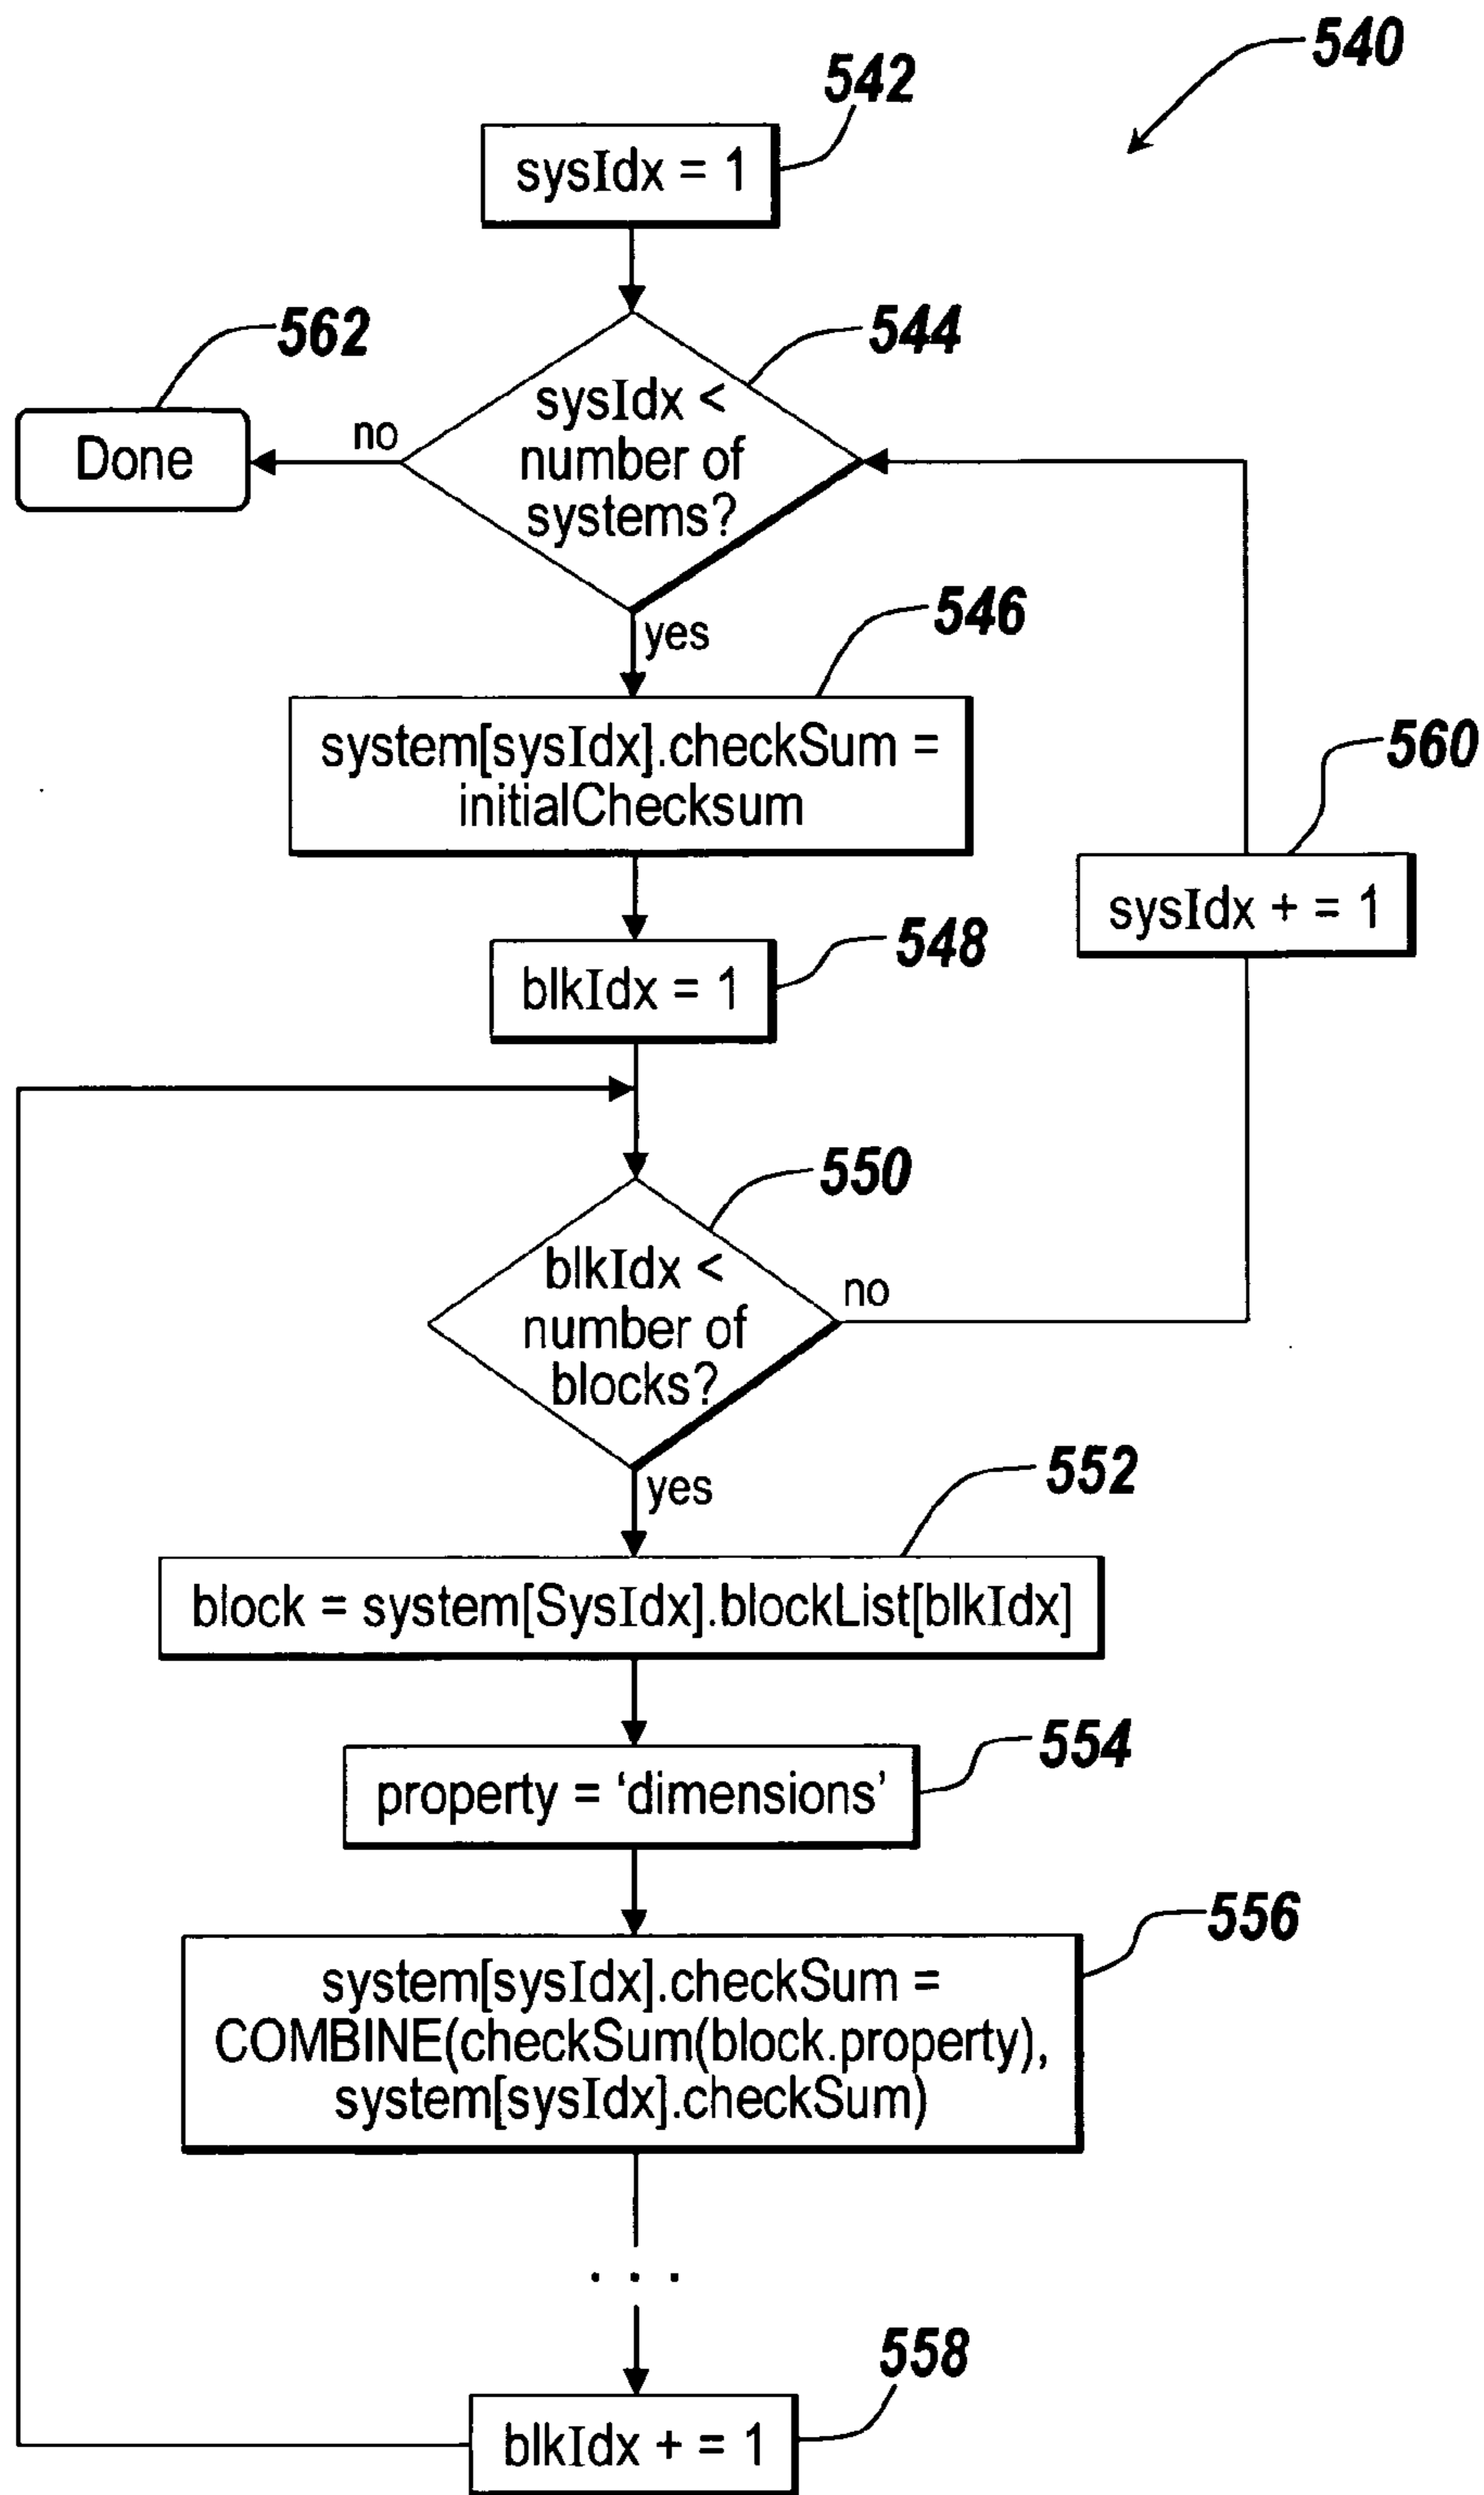 540
542
sysIdx = 1
562
544
Done
no
sysIdx <
number of
systems?
yes
546
system[sysIdx].checkSum =
initialChecksum
560
sysIdx + = 1
548
blkIdx = 1
550
blkIdx <
number of
blocks?
no
yes
552
block = system[SysIdx].blockList[blkIdx]
554
property = ‘dimensions’
556
system[sysIdx].checkSum =
COMBINE(checkSum(block.property),
system[sysIdx].checkSum)
. . .
558
blkIdx + = 1